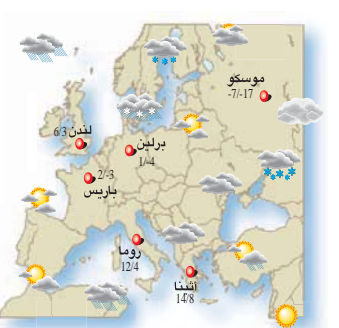 موسكو
-7/-17
لندن
6/3
برلين
1/-4
2/-3
باريس
روما
12/4
أثينا
14/8